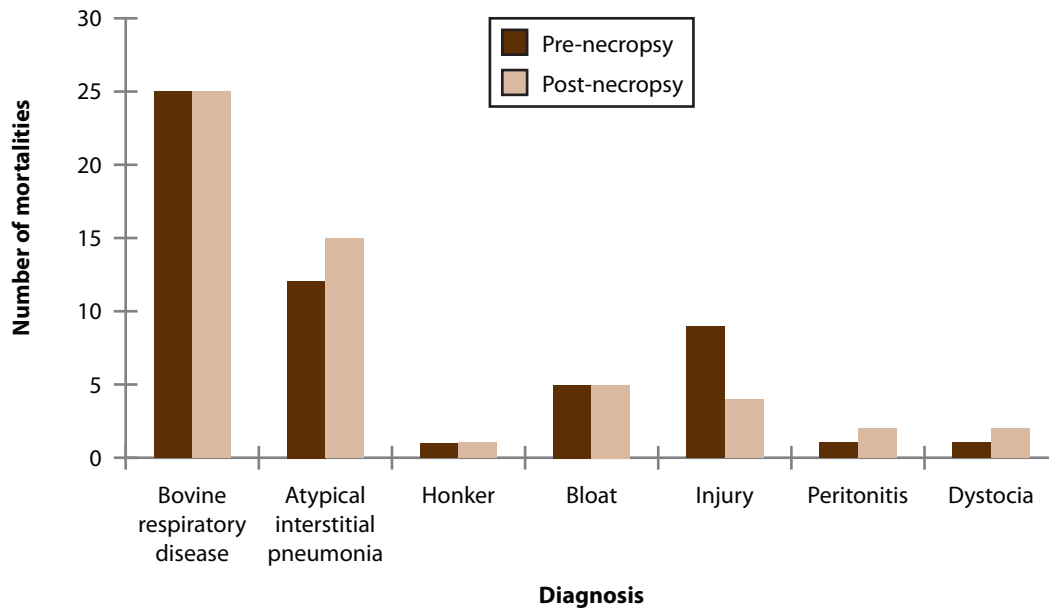 30
25
20
15
10
5
0
Number of mortalities
Pre-necropsy
Post-necropsy
Bovine
respiratory
disease
Atypical
interstitial
pneumonia
Honker
Bloat
Injury
Peritonitis
Dystocia
Diagnosis